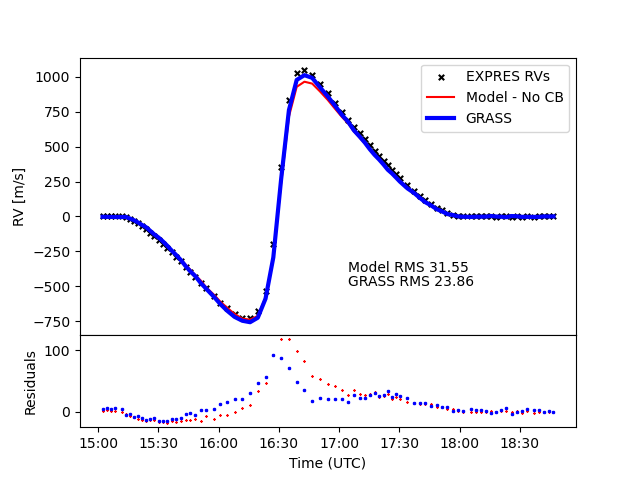 EXPRES RVs
Model - No CB
GRASS
RV [m/s]
1000
750
500
250
0
−250
−500
−750
Model RMS 31.55
GRASS RMS 23.86
Residuals
100
0
15:00 15:30 16:00 16:30 17:00 17:30 18:00 18:30
Time (UTC)